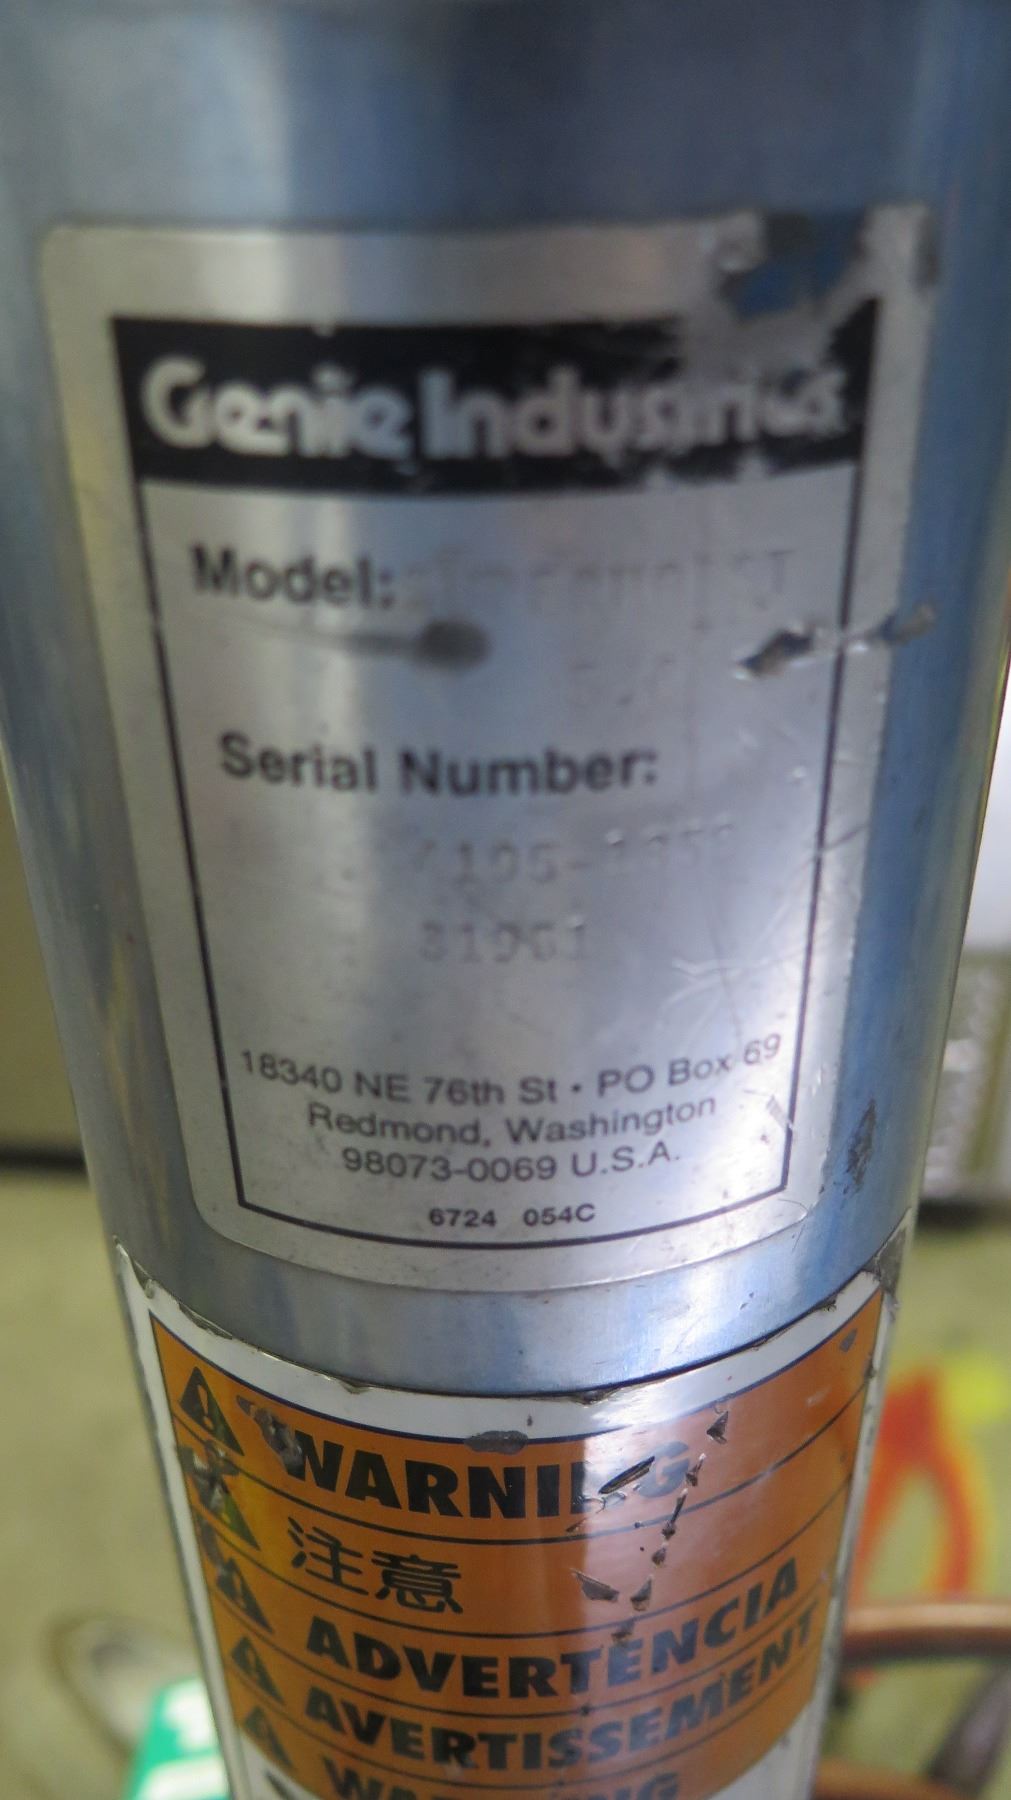 Genie Industries
Model:
Serial Number:
18340 NE 76th St • PO Box 69
Redmond, Washington
98073-0069 U.S.A.
6724 054C
WARNING
注意
ADVERTENCIA
AVERTISSEMENT